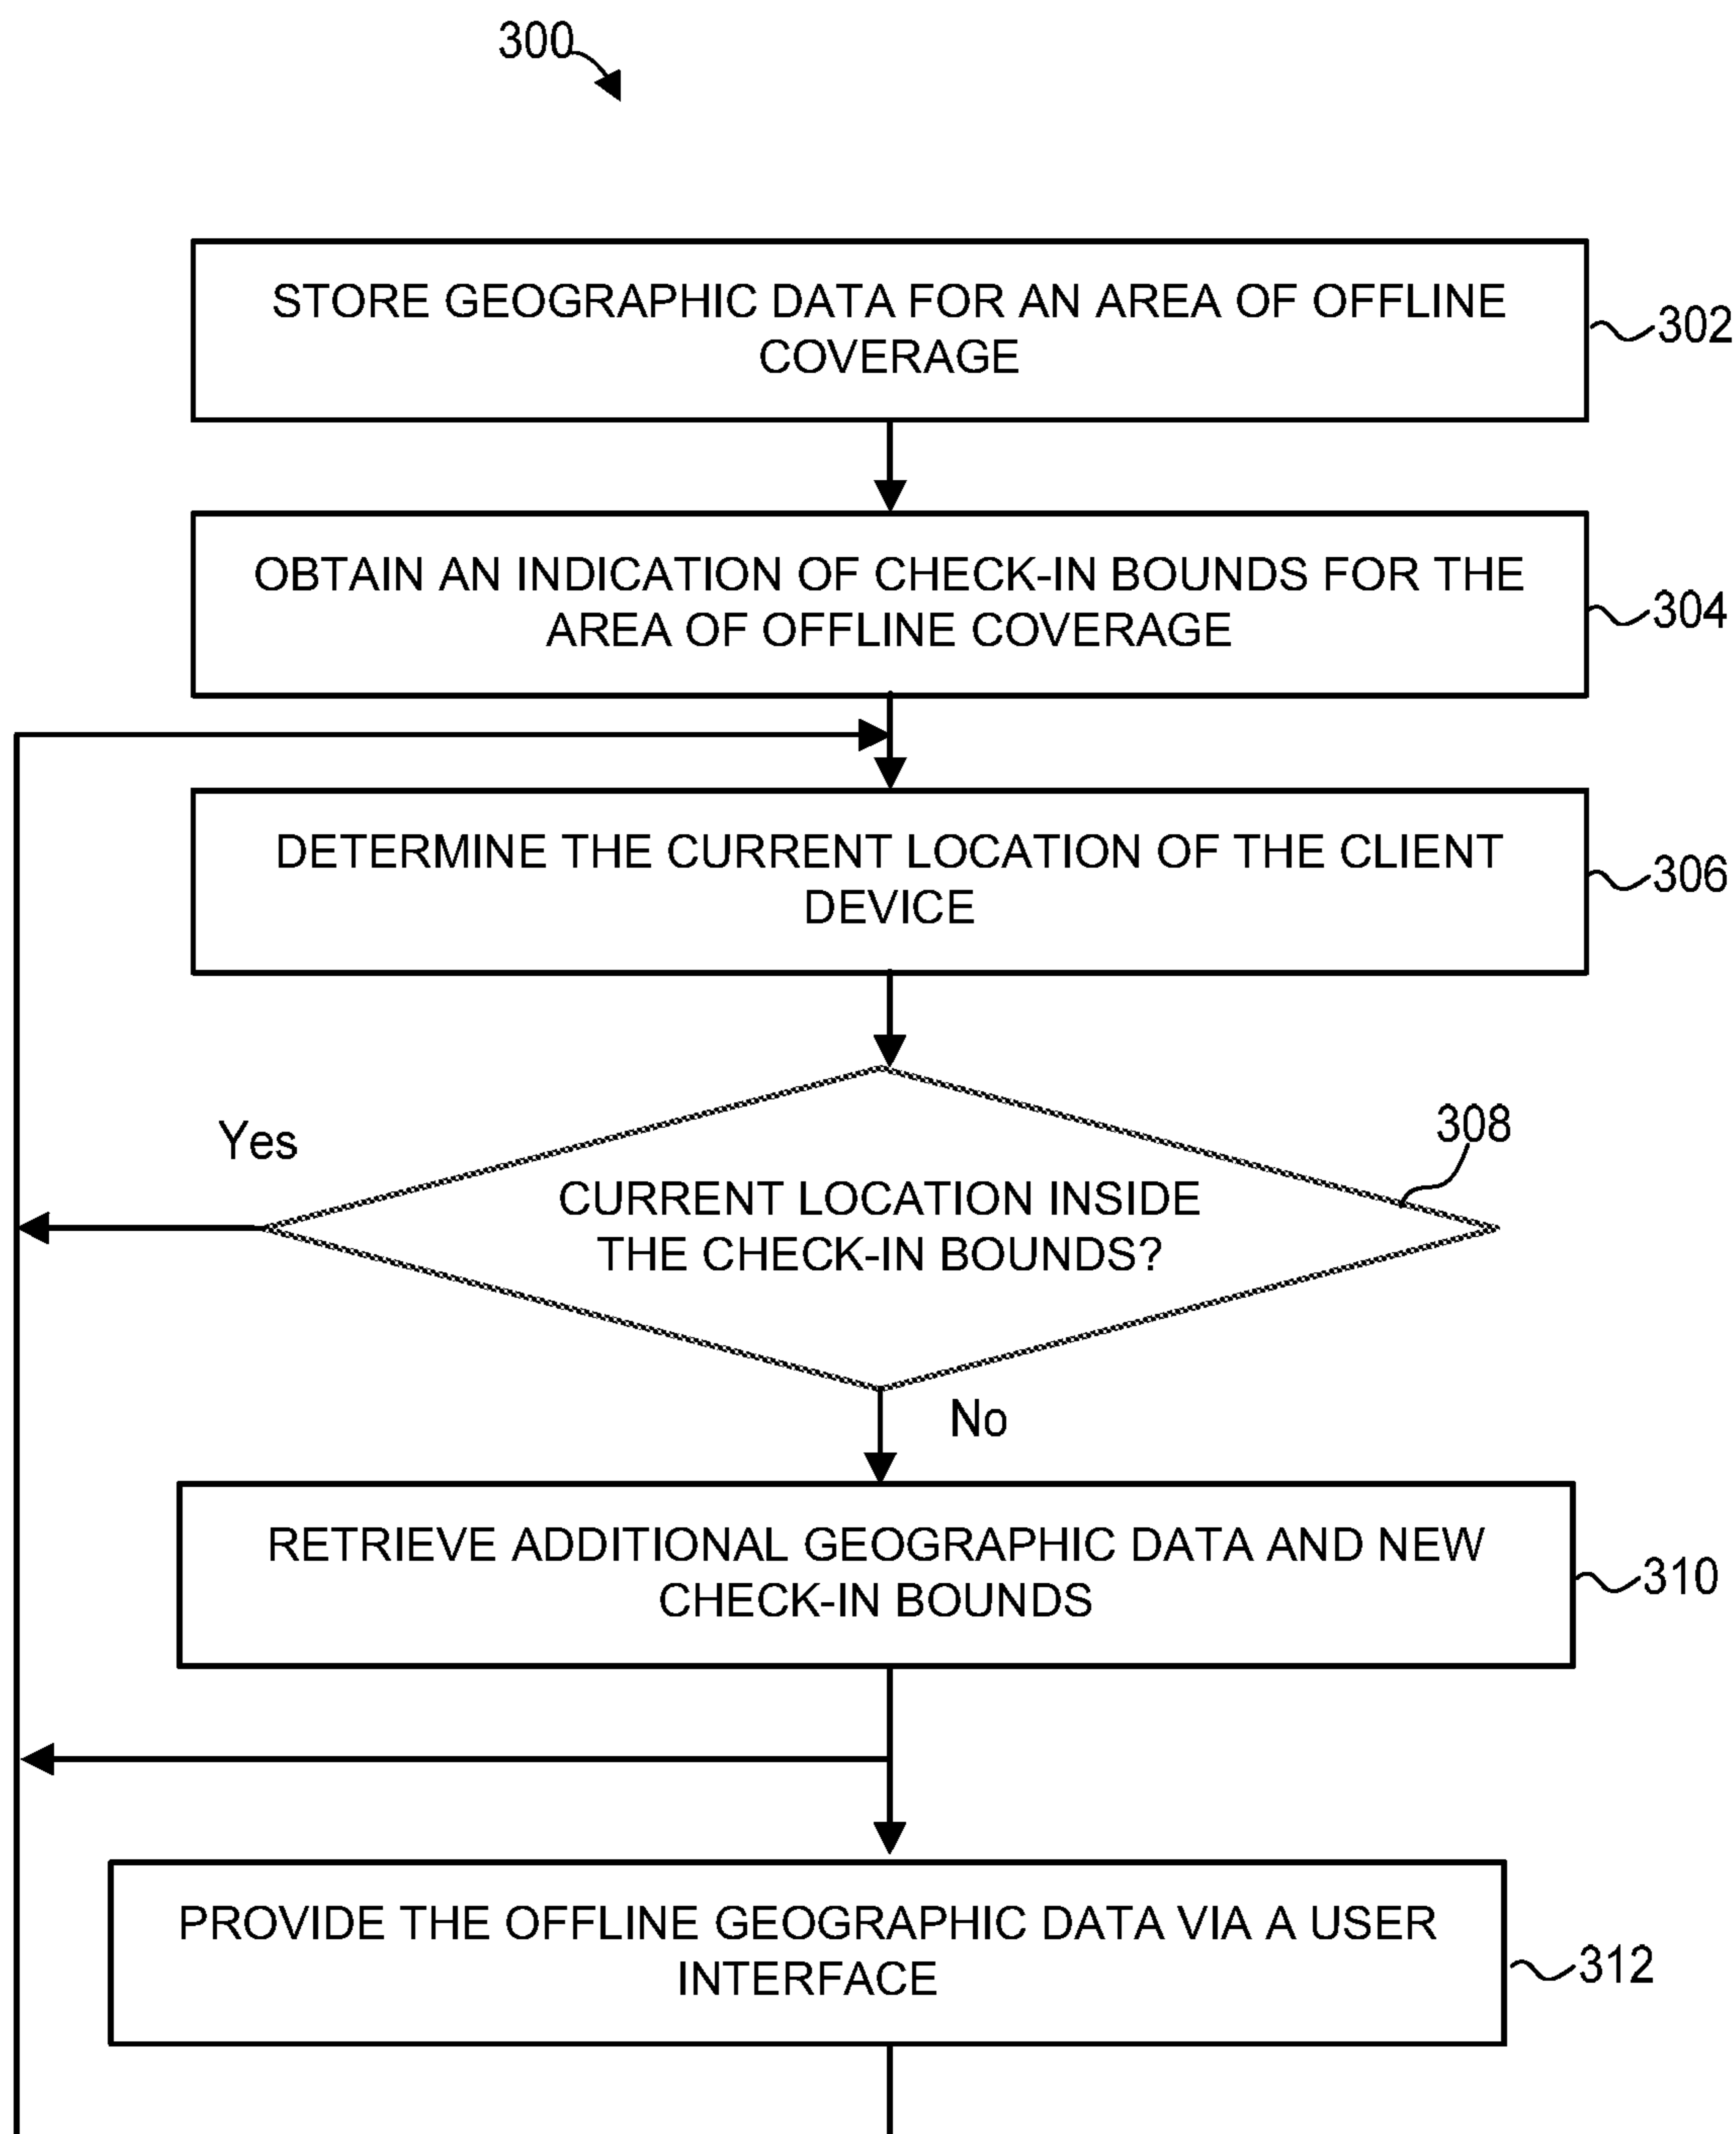 300
STORE GEOGRAPHIC DATA FOR AN AREA OF OFFLINE
COVERAGE
302
OBTAIN AN INDICATION OF CHECK-IN BOUNDS FOR THE
AREA OF OFFLINE COVERAGE
304
DETERMINE THE CURRENT LOCATION OF THE CLIENT
DEVICE
306
Yes
308
CURRENT LOCATION INSIDE
THE CHECK-IN BOUNDS?
No
RETRIEVE ADDITIONAL GEOGRAPHIC DATA AND NEW
CHECK-IN BOUNDS
310
PROVIDE THE OFFLINE GEOGRAPHIC DATA VIA A USER
INTERFACE
312